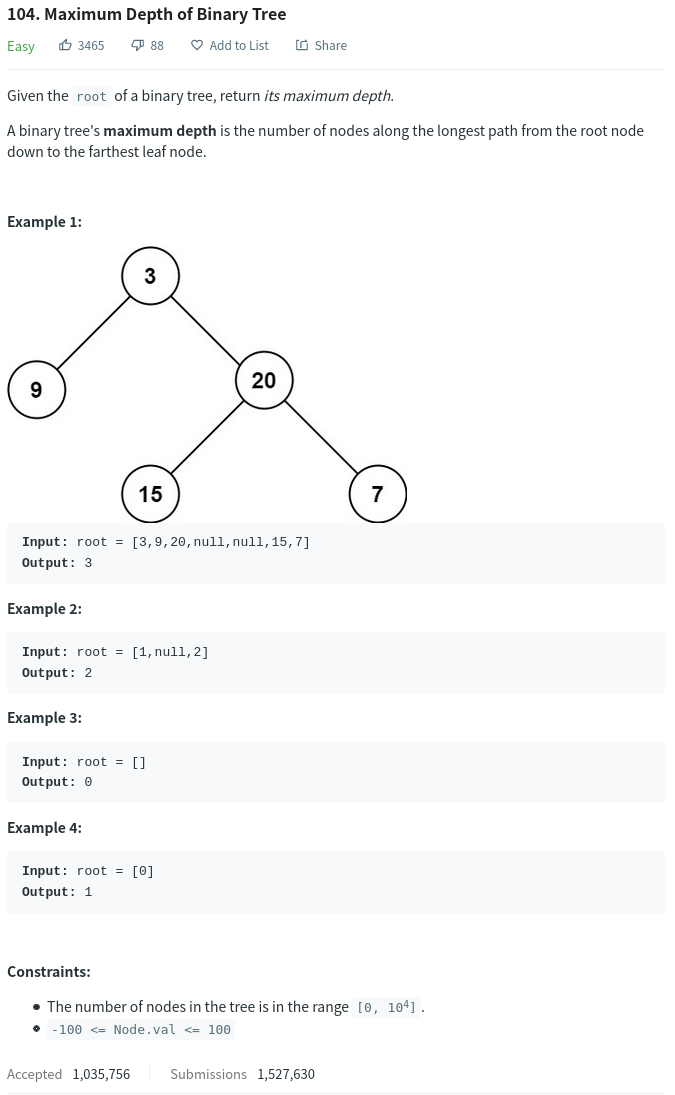 104. Maximum Depth of Binary Tree
Easy 3465 88 Add to List Share
Given the root of a binary tree, return its maximum depth.
A binary tree's maximum depth is the number of nodes along the longest path from the root node
down to the farthest leaf node.
Example 1:
3
9
20
15
7
Input: root = [3,9,20,null,null,15,7]
Output: 3
Example 2:
Input: root = [1,null,2]
Output: 2
Example 3:
Input: root = []
Output: 0
Example 4:
Input: root = [0]
Output: 1
Constraints:
The number of nodes in the tree is in the range [0, 10⁴].
-100 <= Node.val <= 100
Accepted 1,035,756 Submissions 1,527,630